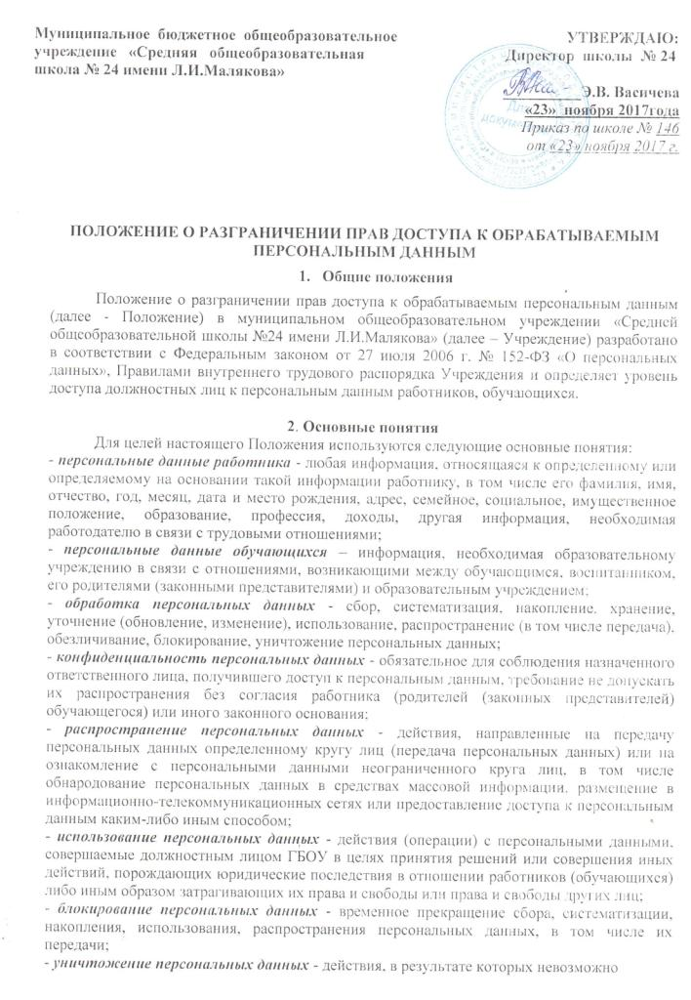 Муниципальное бюджетное общеобразовательное
учреждение «Средняя общеобразовательная
школа № 24 имени Л.И.Малякова»
УТВЕРЖДАЮ:
Директор школы № 24
Э.В. Васичева
«23» ноября 2017года
Приказ по школе № 146
от «23» ноября 2017 г.
ПОЛОЖЕНИЕ О РАЗГРАНИЧЕНИИ ПРАВ ДОСТУПА К ОБРАБАТЫВАЕМЫМ
ПЕРСОНАЛЬНЫМ ДАННЫМ
1. Общие положения
Положение о разграничении прав доступа к обрабатываемым персональным данным
(далее - Положение) в муниципальном общеобразовательном учреждении «Средней
общеобразовательной школы №24 имени Л.И.Малякова» (далее – Учреждение) разработано
в соответствии с Федеральным законом от 27 июля 2006 г. № 152-ФЗ «О персональных
данных», Правилами внутреннего трудового распорядка Учреждения и определяет уровень
доступа должностных лиц к персональным данным работников, обучающихся.
2. Основные понятия
Для целей настоящего Положения используются следующие основные понятия:
- персональные данные работника - любая информация, относящаяся к определенному или
определяемому на основании такой информации работнику, в том числе его фамилия, имя,
отчество, год, месяц, дата и место рождения, адрес, семейное, социальное, имущественное
положение, образование, профессия, доходы, другая информация, необходимая
работодателю в связи с трудовыми отношениями;
- персональные данные обучающихся – информация, необходимая образовательному
учреждению в связи с отношениями, возникающими между обучающимся, воспитанником,
его родителями (законными представителями) и образовательным учреждением;
- обработка персональных данных - сбор, систематизация, накопление, хранение,
уточнение (обновление, изменение), использование, распространение (в том числе передача),
обезличивание, блокирование, уничтожение персональных данных;
- конфиденциальность персональных данных - обязательное для соблюдения назначенного
ответственного лица, получившего доступ к персональным данным, требование не допускать
их распространения без согласия работника (родителей (законных представителей)
обучающегося) или иного законного основания;
- распространение персональных данных - действия, направленные на передачу
персональных данных определенному кругу лиц (передача персональных данных) или на
ознакомление с персональными данными неограниченного круга лиц, в том числе
обнародование персональных данных в средствах массовой информации, размещение в
информационно-телекоммуникационных сетях или предоставление доступа к персональным
данным каким-либо иным способом;
- использование персональных данных - действия (операции) с персональными данными,
совершаемые должностным лицом ГБОУ в целях принятия решений или совершения иных
действий, порождающих юридические последствия в отношении работников (обучающихся)
либо иным образом затрагивающих их права и свободы или права и свободы других лиц;
- блокирование персональных данных - временное прекращение сбора, систематизации,
накопления, использования, распространения персональных данных, в том числе их
передачи;
- уничтожение персональных данных - действия, в результате которых невозможно